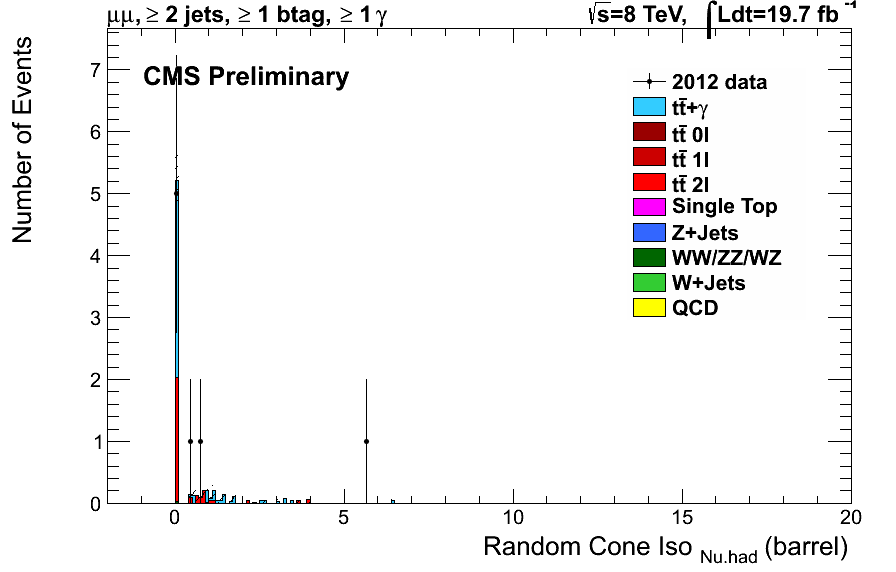 μμ, ≥ 2 jets, ≥ 1 btag, ≥ 1 γ
√s=8 TeV, ∫Ldt=19.7 fb⁻¹
CMS Preliminary
Number of Events
7
6
5
4
3
2
1
0
2012 data
tt̄+γ
tt̄ 0l
tt̄ 1l
tt̄ 2l
Single Top
Z+Jets
WW/ZZ/WZ
W+Jets
QCD
0 5 10 15 20
Random Cone Iso Nu.had (barrel)